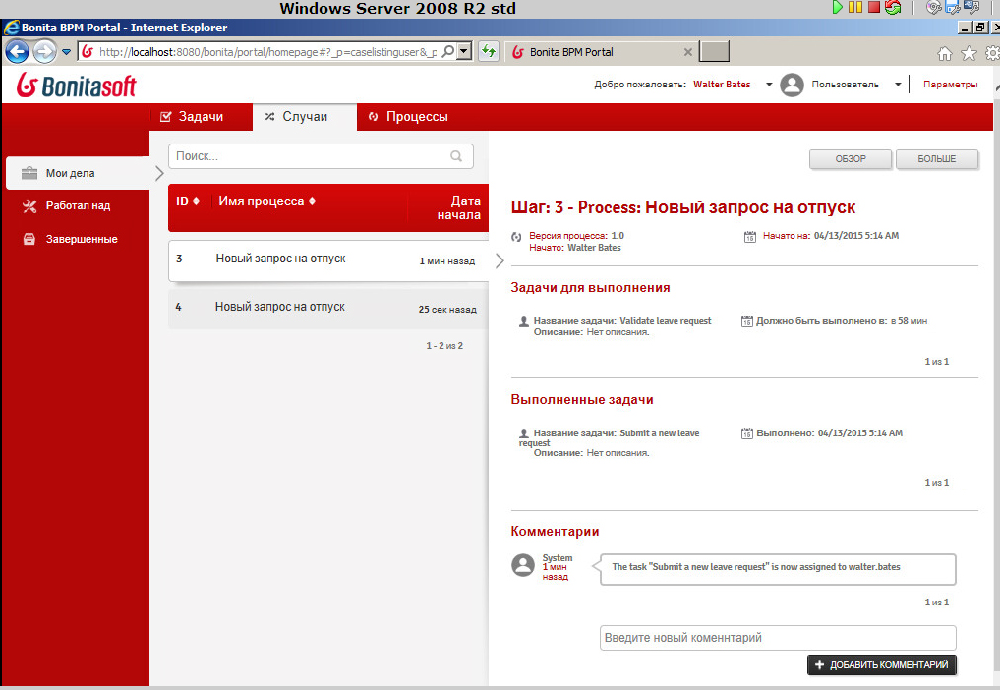 Windows Server 2008 R2 std
Bonita BPM Portal - Internet Explorer
http://localhost:8080/bonita/portal/homepage#?_p=caselistinguser&_p
Bonita BPM Portal
Bonitasoft
Добро пожаловать: Walter Bates
Пользователь
Параметры
Задачи
Случаи
Процессы
Мои дела
Работал над
Завершенные
Поиск...
ID
Имя процесса
Дата
начала
3 Новый запрос на отпуск 1 мин назад
4 Новый запрос на отпуск 25 сек назад
1 - 2 из 2
ОБЗОР
БОЛЬШЕ
Шаг: 3 - Process: Новый запрос на отпуск
Версия процесса: 1.0
Начато на: 04/13/2015 5:14 AM
Начато: Walter Bates
Задачи для выполнения
Название задачи: Validate leave request
Должно быть выполнено в: в 58 мин
Описание: Нет описания.
1 из 1
Выполненные задачи
Название задачи: Submit a new leave
request
Выполнено: 04/13/2015 5:14 AM
Описание: Нет описания.
1 из 1
Комментарии
System
1 мин
назад
The task "Submit a new leave request" is now assigned to walter.bates
1 из 1
Введите новый коменнтарий
+ ДОБАВИТЬ КОММЕНТАРИЙ